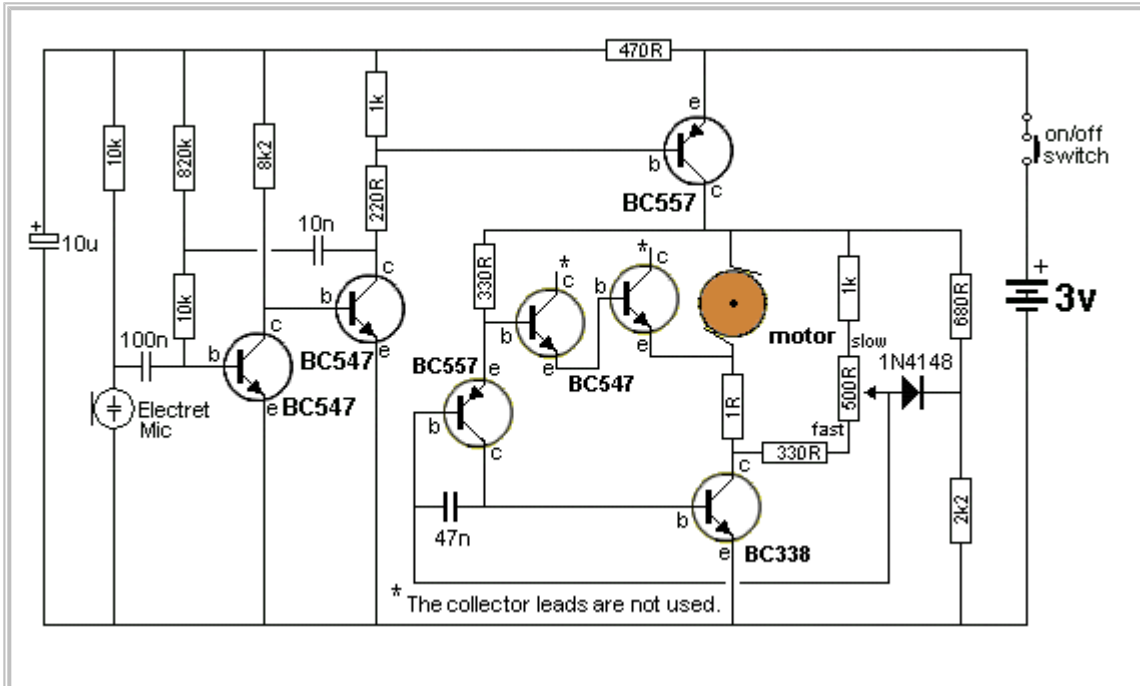 470R
1k
e
10k
820k
8k2
b
on/off
switch
BC557
c
220R
10n
+
10u
*
*
c
c
330R
+
3v
c
b
b
1k
680R
10k
motor
slow
100n
c
e
e
1N4148
b
BC547
BC557
BC547
e
500R
Electret
Mic
e
BC547
b
1R
fast
c
330R
c
2k2
47n
b
e
BC338
* The collector leads are not used.